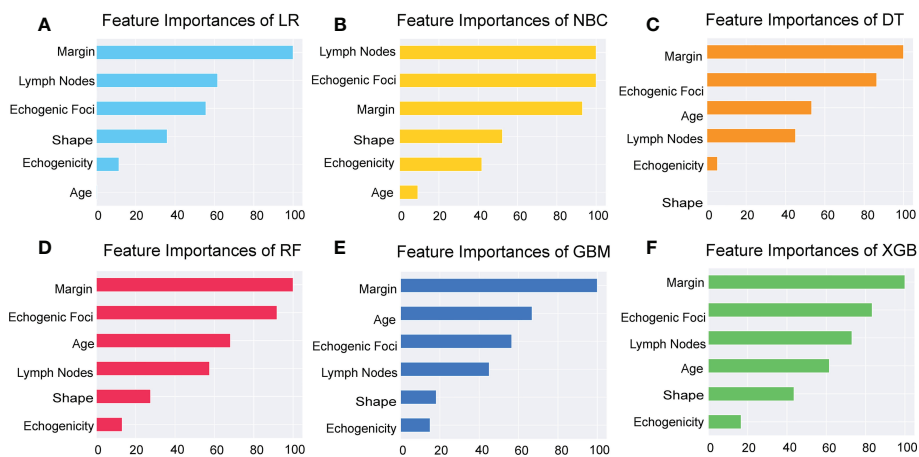 A
Feature Importances of LR
Margin
Lymph Nodes
Echogenic Foci
Shape
Echogenicity
Age
0 20 40 60 80 100
B
Feature Importances of NBC
Lymph Nodes
Echogenic Foci
Margin
Shape
Echogenicity
Age
0 20 40 60 80 100
C
Feature Importances of DT
Margin
Echogenic Foci
Age
Lymph Nodes
Echogenicity
Shape
0 20 40 60 80 100
D
Feature Importances of RF
Margin
Echogenic Foci
Age
Lymph Nodes
Shape
Echogenicity
0 20 40 60 80 100
E
Feature Importances of GBM
Margin
Age
Echogenic Foci
Lymph Nodes
Shape
Echogenicity
0 20 40 60 80 100
F
Feature Importances of XGB
Margin
Echogenic Foci
Lymph Nodes
Age
Shape
Echogenicity
0 20 40 60 80 100